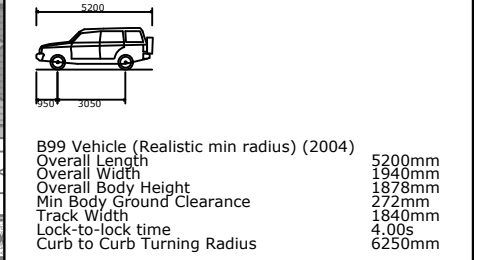 5200
950 3050
B99 Vehicle (Realistic min radius) (2004)
Overall Length 5200mm
Overall Width 1940mm
Overall Body Height 1878mm
Min Body Ground Clearance 272mm
Track Width 1840mm
Lock-to-lock time 4.00s
Curb to Curb Turning Radius 6250mm